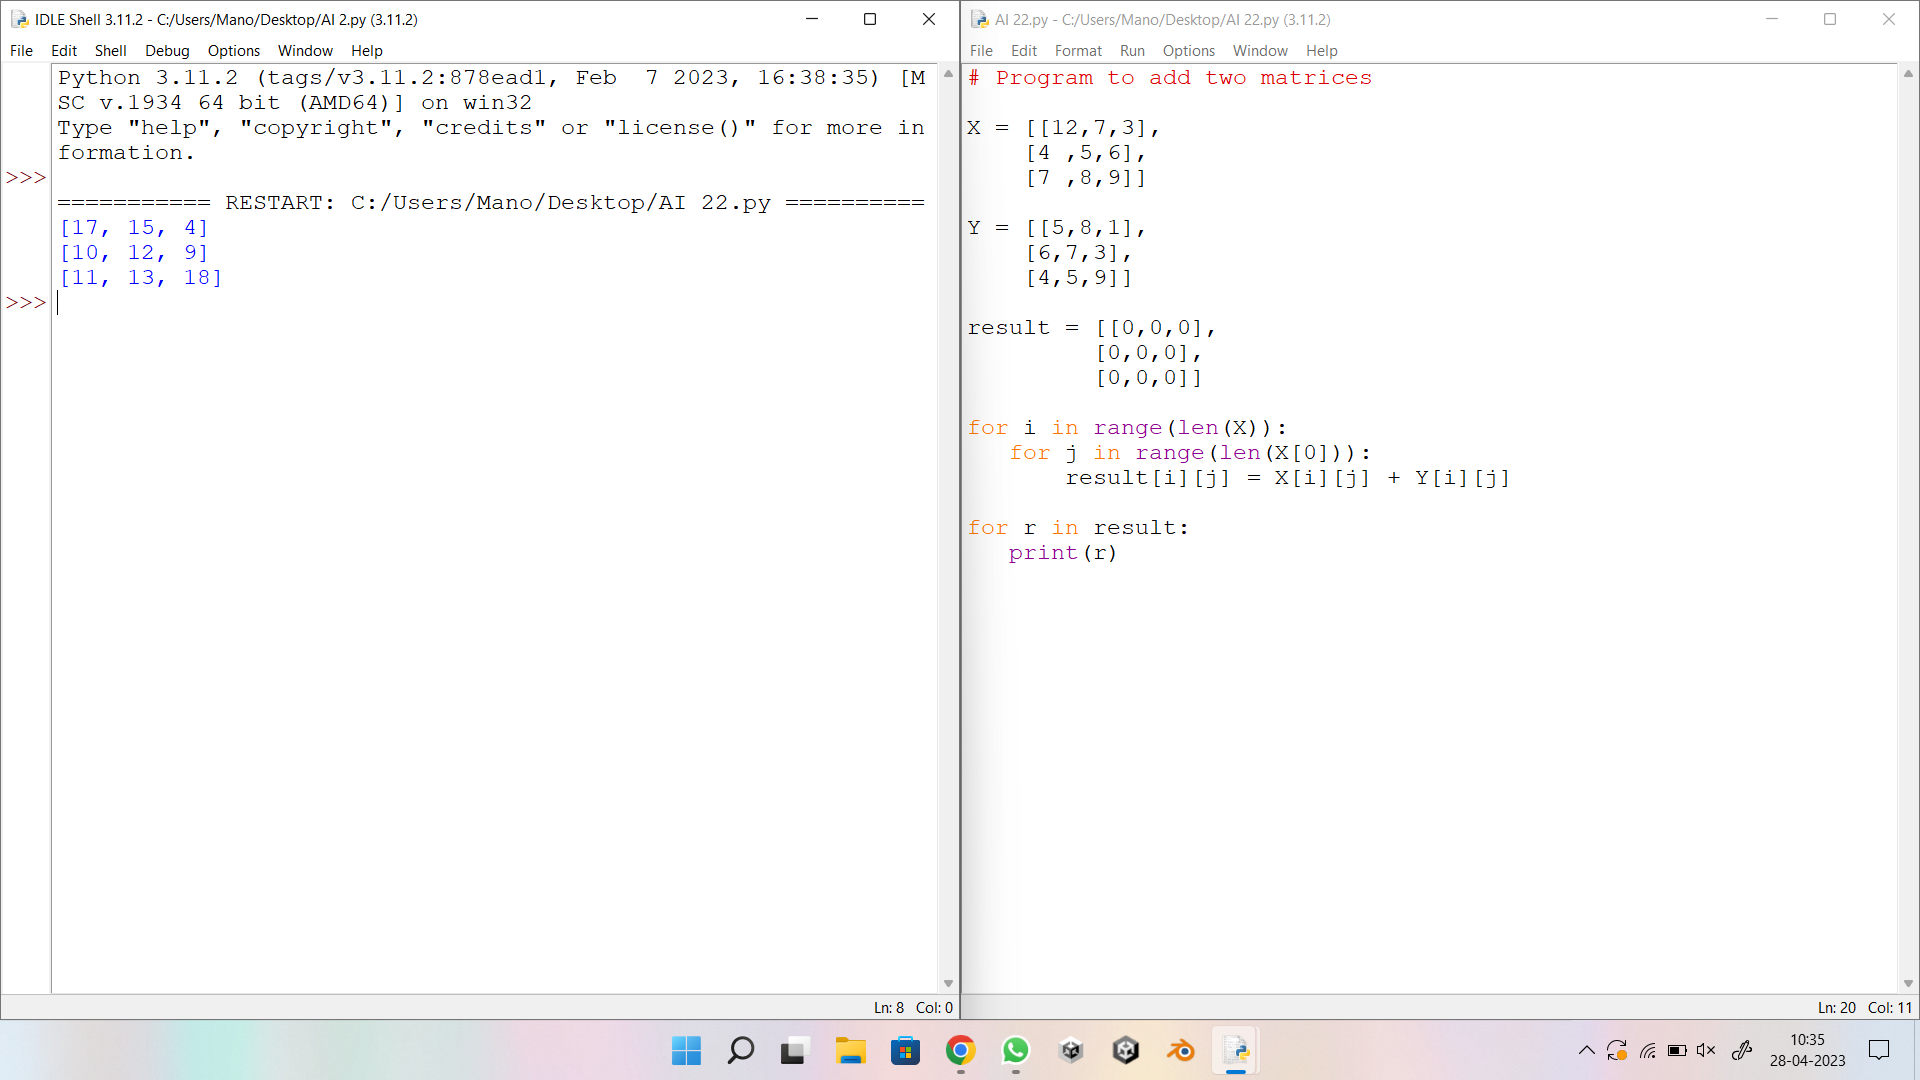 IDLE Shell 3.11.2 - C:/Users/Mano/Desktop/AI 2.py (3.11.2)
File Edit Shell Debug Options Window Help
Python 3.11.2 (tags/v3.11.2:878ead1, Feb  7 2023, 16:38:35) [M
SC v.1934 64 bit (AMD64)] on win32
Type "help", "copyright", "credits" or "license()" for more in
formation.
>>>
=========== RESTART: C:/Users/Mano/Desktop/AI 22.py ==========
[17, 15, 4]
[10, 12, 9]
[11, 13, 18]
>>>
Ln: 8 Col: 0
AI 22.py - C:/Users/Mano/Desktop/AI 22.py (3.11.2)
File Edit Format Run Options Window Help
# Program to add two matrices
X = [[12,7,3],
    [4 ,5,6],
    [7 ,8,9]]
Y = [[5,8,1],
    [6,7,3],
    [4,5,9]]
result = [[0,0,0],
         [0,0,0],
         [0,0,0]]
for i in range(len(X)):
   for j in range(len(X[0])):
       result[i][j] = X[i][j] + Y[i][j]
for r in result:
   print(r)
Ln: 20 Col: 11
10:35
28-04-2023